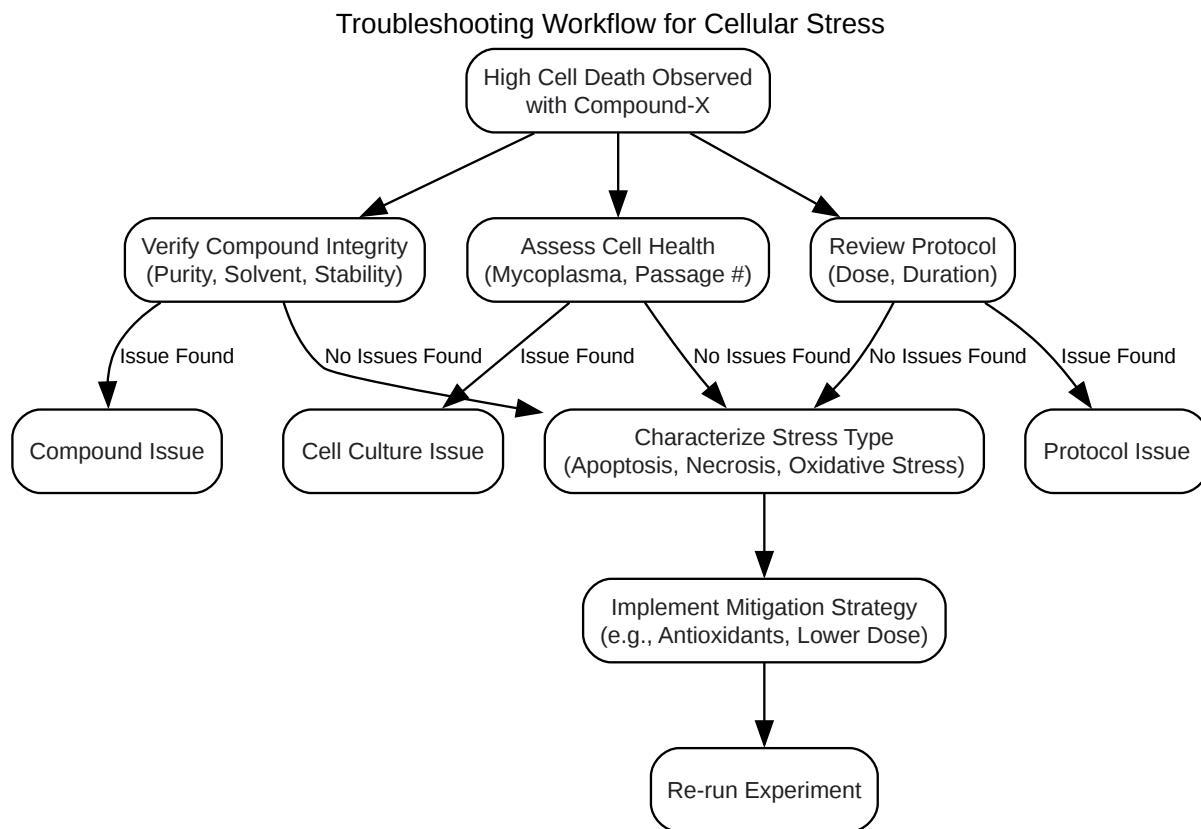 Troubleshooting Workflow for Cellular Stress
High Cell Death Observed
with Compound-X
Verify Compound Integrity
(Purity, Solvent, Stability)
Assess Cell Health
(Mycoplasma, Passage #)
Review Protocol
(Dose, Duration)
Issue Found
No Issues Found
Issue Found
No Issues Found
No Issues Found
Issue Found
Compound Issue
Cell Culture Issue
Characterize Stress Type
(Apoptosis, Necrosis, Oxidative Stress)
Protocol Issue
Implement Mitigation Strategy
(e.g., Antioxidants, Lower Dose)
Re-run Experiment